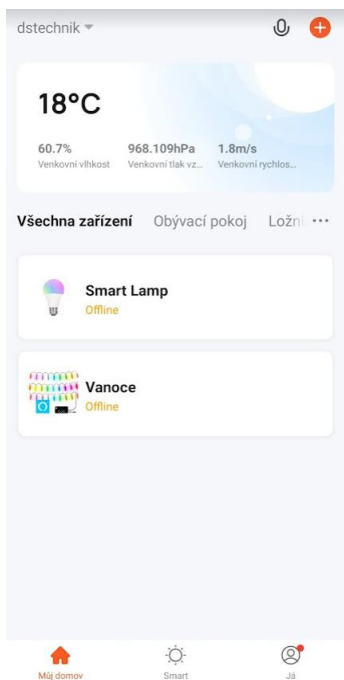 dstechnik
18°C
60.7% 968.109hPa 1.8m/s
Venkovní vlhkost Venkovní tlak vz... Venkovní rychlos...
Všechna zařízení Obývací pokoj Ložni
Smart Lamp
Offline
Vanoce
Offline
Můj domov Smart Já